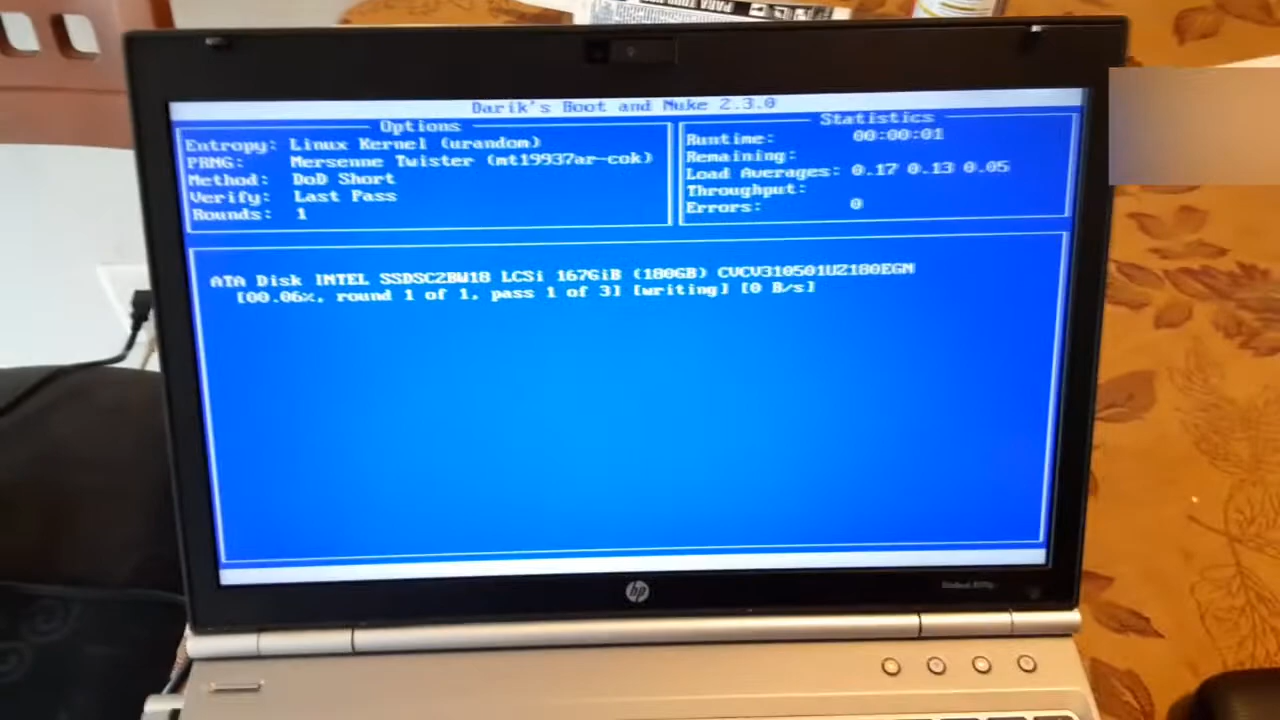 PARA TODO
Darik's Boot and Nuke 2.3.0
Options
Entropy: Linux Kernel (urandom)
PRNG: Mersenne Twister (mt19937ar-cok)
Method: DoD Short
Verify: Last Pass
Rounds: 1
Statistics
Runtime: 00:00:01
Remaining:
Load Averages: 0.17 0.13 0.05
Throughput:
Errors: 0
ATA Disk INTEL SSDSC2BW18 LCSi 167GiB (180GB) CVCV310501UZ180EGN
[00.06%, round 1 of 1, pass 1 of 3] [writing] [0 B/s]
hp